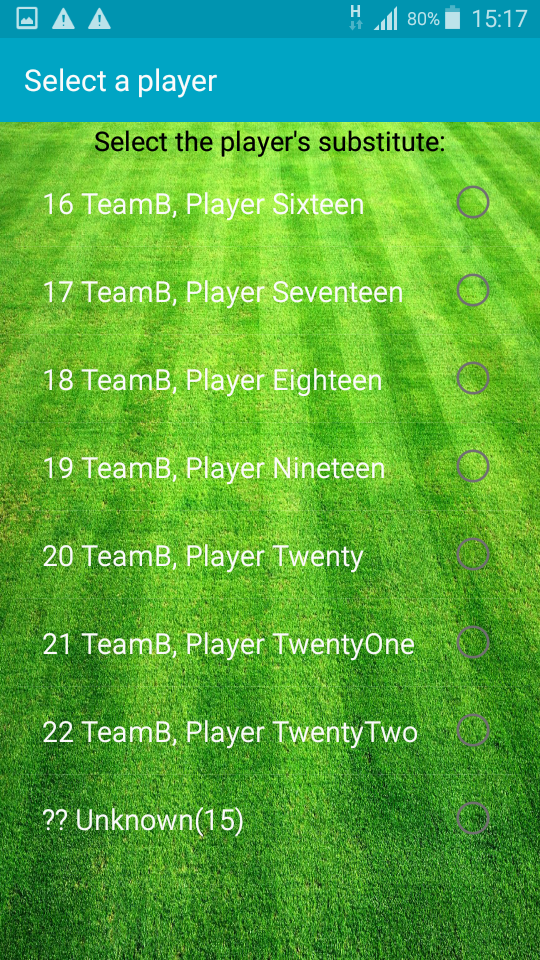 H 80% 15:17
Select a player
Select the player's substitute:
16 TeamB, Player Sixteen
17 TeamB, Player Seventeen
18 TeamB, Player Eighteen
19 TeamB, Player Nineteen
20 TeamB, Player Twenty
21 TeamB, Player TwentyOne
22 TeamB, Player TwentyTwo
?? Unknown(15)